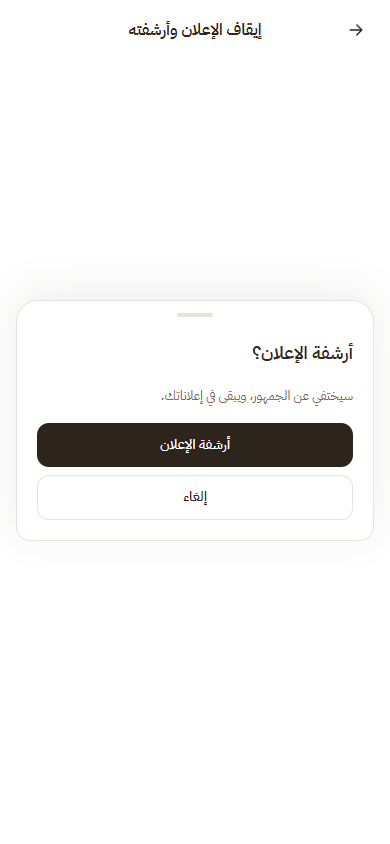 إيقاف الإعلان وأرشفته
أرشفة الإعلان؟
سيختفي عن الجمهور، ويبقى في إعلاناتك.
أرشفة الإعلان
إلغاء